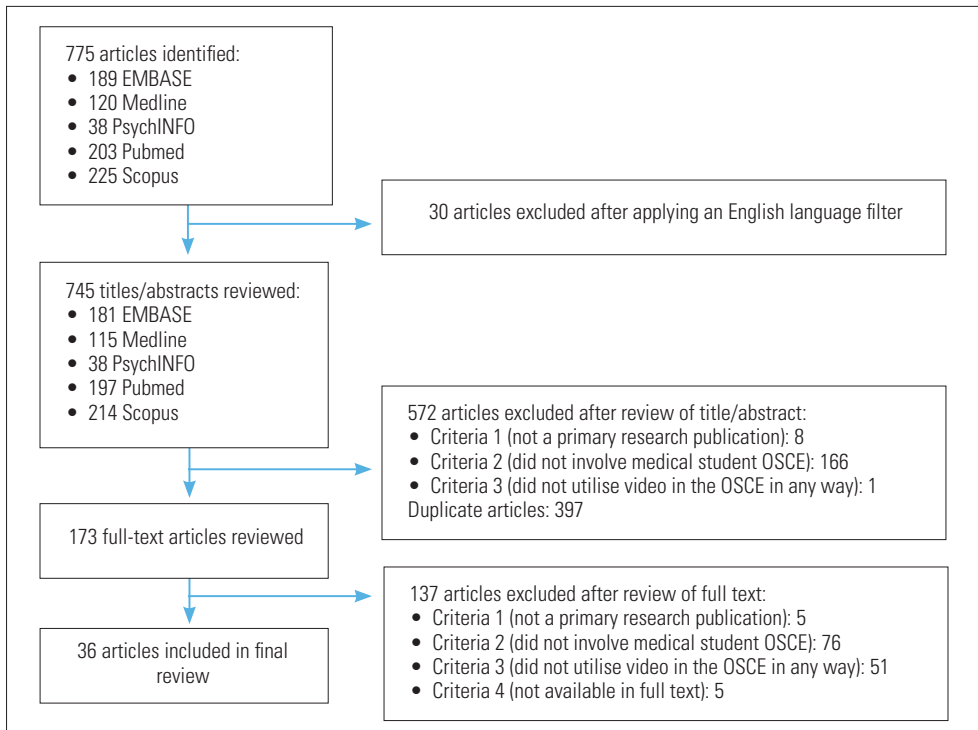 775 articles identified:
• 189 EMBASE
• 120 Medline
• 38 PsychINFO
• 203 Pubmed
• 225 Scopus
30 articles excluded after applying an English language filter
745 titles/abstracts reviewed:
• 181 EMBASE
• 115 Medline
• 38 PsychINFO
• 197 Pubmed
• 214 Scopus
572 articles excluded after review of title/abstract:
• Criteria 1 (not a primary research publication): 8
• Criteria 2 (did not involve medical student OSCE): 166
• Criteria 3 (did not utilise video in the OSCE in any way): 1
Duplicate articles: 397
173 full-text articles reviewed
137 articles excluded after review of full text:
• Criteria 1 (not a primary research publication): 5
• Criteria 2 (did not involve medical student OSCE): 76
• Criteria 3 (did not utilise video in the OSCE in any way): 51
• Criteria 4 (not available in full text): 5
36 articles included in final
review